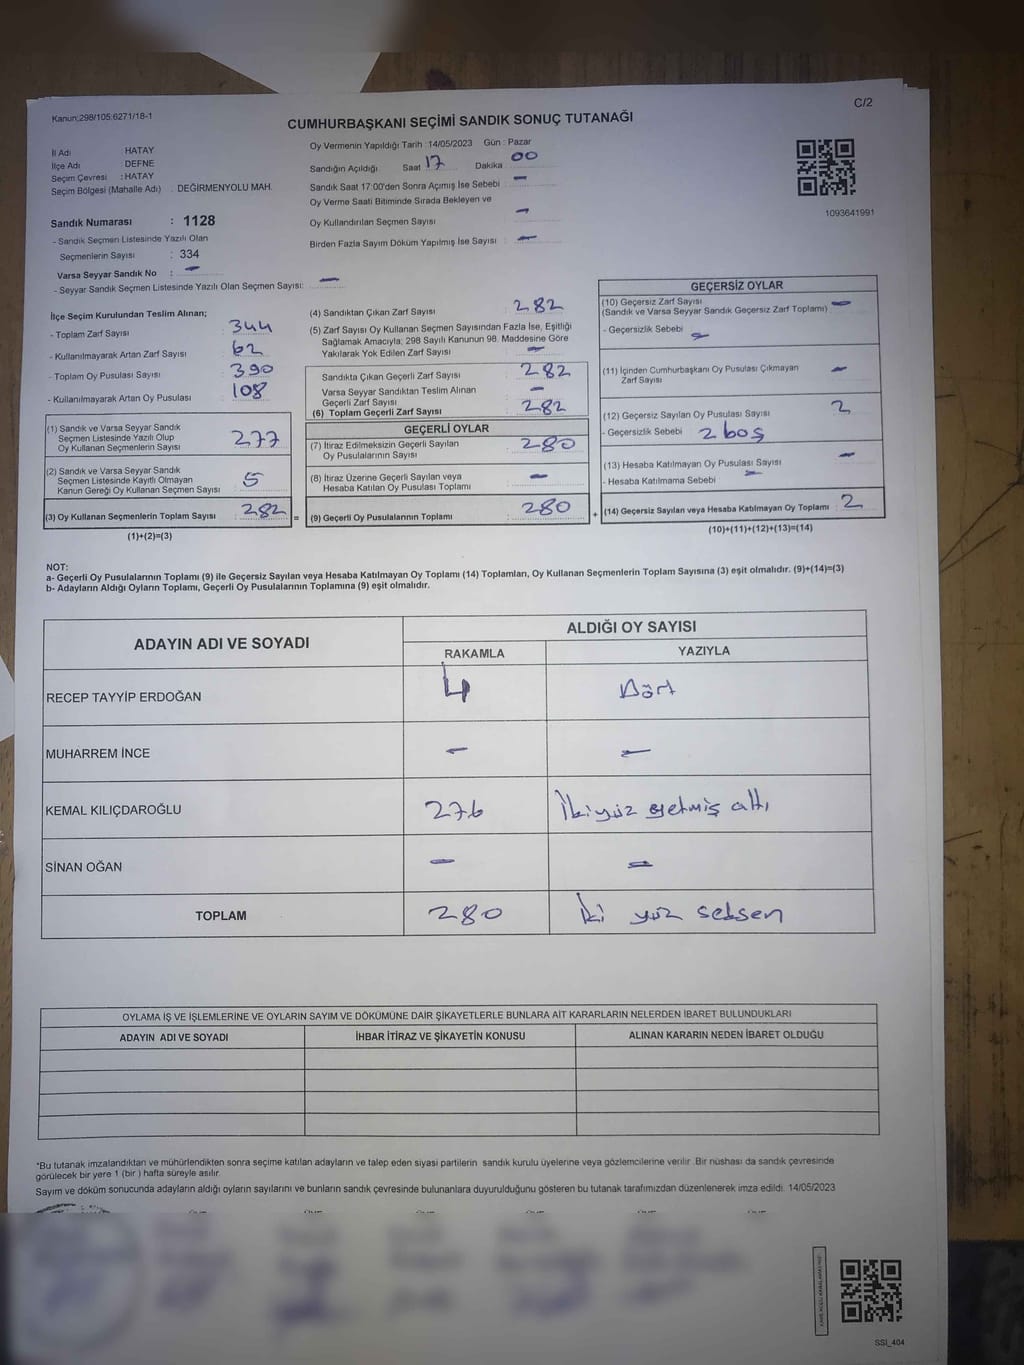 Kanun:298/105:6271/18-1
C/2
CUMHURBAŞKANI SEÇİMİ SANDIK SONUÇ TUTANAĞI
İl Adı : HATAY
İlçe Adı : DEFNE
Seçim Çevresi : HATAY
Seçim Bölgesi (Mahalle Adı) : DEĞİRMENYOLU MAH.
Sandık Numarası : 1128
- Sandık Seçmen Listesinde Yazılı Olan
Seçmenlerin Sayısı : 334
Varsa Seyyar Sandık No : -
- Seyyar Sandık Seçmen Listesinde Yazılı Olan Seçmen Sayısı: -
Oy Vermenin Yapıldığı Tarih : 14/05/2023 Gün : Pazar
Sandığın Açıldığı Saat 17 Dakika 00
Sandık Saat 17:00'den Sonra Açımış İse Sebebi : -
Oy Verme Saati Bitiminde Sırada Bekleyen ve
Oy Kullandırılan Seçmen Sayısı : -
Birden Fazla Sayım Döküm Yapılmış İse Sayısı : -
1093641991
İlçe Seçim Kurulundan Teslim Alınan;
- Toplam Zarf Sayısı : 344
- Kullanılmayarak Artan Zarf Sayısı : 62
- Toplam Oy Pusulası Sayısı : 390
- Kullanılmayarak Artan Oy Pusulası : 108
(1) Sandık ve Varsa Seyyar Sandık
Seçmen Listesinde Yazılı Olup
Oy Kullanan Seçmenlerin Sayısı : 277
(2) Sandık ve Varsa Seyyar Sandık
Seçmen Listesinde Kayıtlı Olmayan
Kanun Gereği Oy Kullanan Seçmen Sayısı : 5
(3) Oy Kullanan Seçmenlerin Toplam Sayısı : 282 =
(1)+(2)=(3)
(4) Sandıktan Çıkan Zarf Sayısı : 282
(5) Zarf Sayısı Oy Kullanan Seçmen Sayısından Fazla İse, Eşitliği
Sağlamak Amacıyla; 298 Sayılı Kanunun 98. Maddesine Göre
Yakılarak Yok Edilen Zarf Sayısı : -
Sandıkta Çıkan Geçerli Zarf Sayısı : 282
Varsa Seyyar Sandıktan Teslim Alınan
Geçerli Zarf Sayısı : -
(6) Toplam Geçerli Zarf Sayısı : 282
GEÇERLİ OYLAR
(7) İtiraz Edilmeksizin Geçerli Sayılan
Oy Pusulalarının Sayısı : 280
(8) İtiraz Üzerine Geçerli Sayılan veya
Hesaba Katılan Oy Pusulası Toplamı : -
(9) Geçerli Oy Pusulalarının Toplamı : 280 +
GEÇERSİZ OYLAR
(10) Geçersiz Zarf Sayısı : -
(Sandık ve Varsa Seyyar Sandık Geçersiz Zarf Toplamı)
- Geçersizlik Sebebi : -
(11) İçinden Cumhurbaşkanı Oy Pusulası Çıkmayan
Zarf Sayısı : -
(12) Geçersiz Sayılan Oy Pusulası Sayısı : 2
- Geçersizlik Sebebi : 2 boş
(13) Hesaba Katılmayan Oy Pusulası Sayısı : -
- Hesaba Katılmama Sebebi : -
(14) Geçersiz Sayılan veya Hesaba Katılmayan Oy Toplamı : 2
(10)+(11)+(12)+(13)=(14)
NOT:
a- Geçerli Oy Pusulalarının Toplamı (9) ile Geçersiz Sayılan veya Hesaba Katılmayan Oy Toplamı (14) Toplamları, Oy Kullanan Seçmenlerin Toplam Sayısına (3) eşit olmalıdır. (9)+(14)=(3)
b- Adayların Aldığı Oyların Toplamı, Geçerli Oy Pusulalarının Toplamına (9) eşit olmalıdır.
ADAYIN ADI VE SOYADI ALDIĞI OY SAYISI
RAKAMLA YAZIYLA
RECEP TAYYİP ERDOĞAN 4 Dört
MUHARREM İNCE - -
KEMAL KILIÇDAROĞLU 276 İkiyüz yetmiş altı
SİNAN OĞAN - -
TOPLAM 280 İki yüz seksen
OYLAMA İŞ VE İŞLEMLERİNE VE OYLARIN SAYIM VE DÖKÜMÜNE DAİR ŞİKAYETLERLE BUNLARA AİT KARARLARIN NELERDEN İBARET BULUNDUKLARI
ADAYIN ADI VE SOYADI İHBAR İTİRAZ VE ŞİKAYETİN KONUSU ALINAN KARARIN NEDEN İBARET OLDUĞU
*Bu tutanak imzalandıktan ve mühürlendikten sonra seçime katılan adayların ve talep eden siyasi partilerin sandık kurulu üyelerine veya gözlemcilerine verilir. Bir nüshası da sandık çevresinde
görülecek bir yere 1 (bir ) hafta süreyle asılır.
Sayım ve döküm sonucunda adayların aldığı oyların sayılarını ve bunların sandık çevresinde bulunanlara duyurulduğunu gösteren bu tutanak tarafımızdan düzenlenerek imza edildi. 14/05/2023
SSİ_404